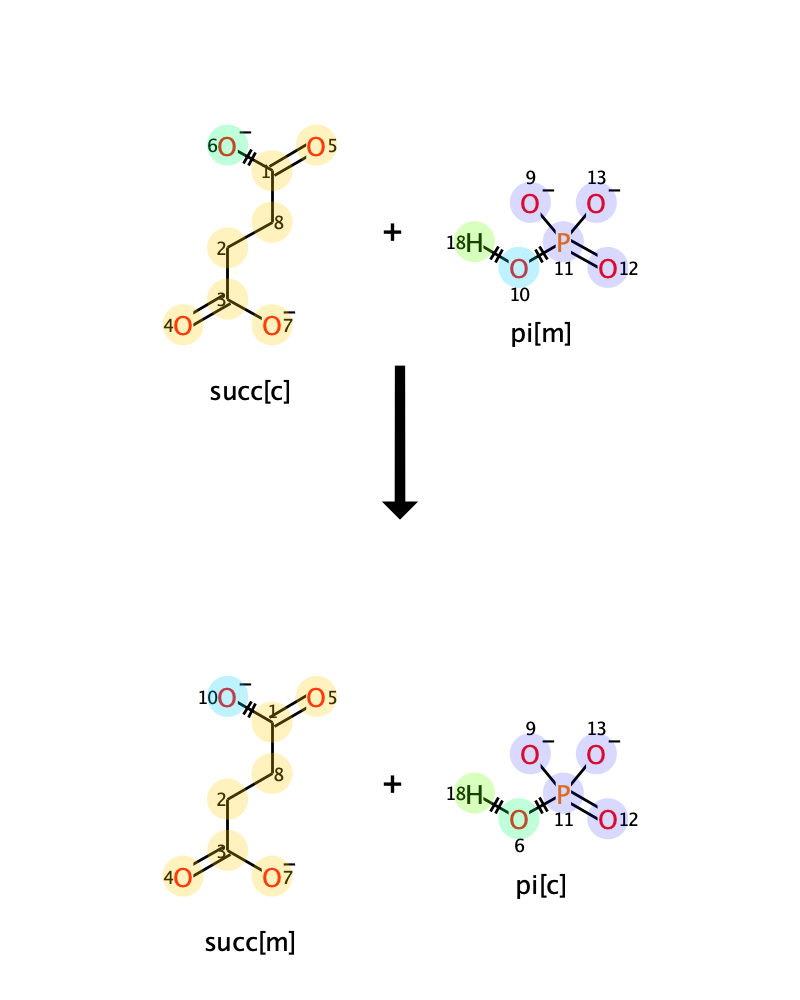 6O− O5
1
8
2
3
4O O7−
succ[c]
+
9 13
O− O−
18H P
O O12
10 11
pi[m]
10O− O5
1
8
2
3
4O O7−
succ[m]
+
9 13
O− O−
18H P
O O12
6 11
pi[c]